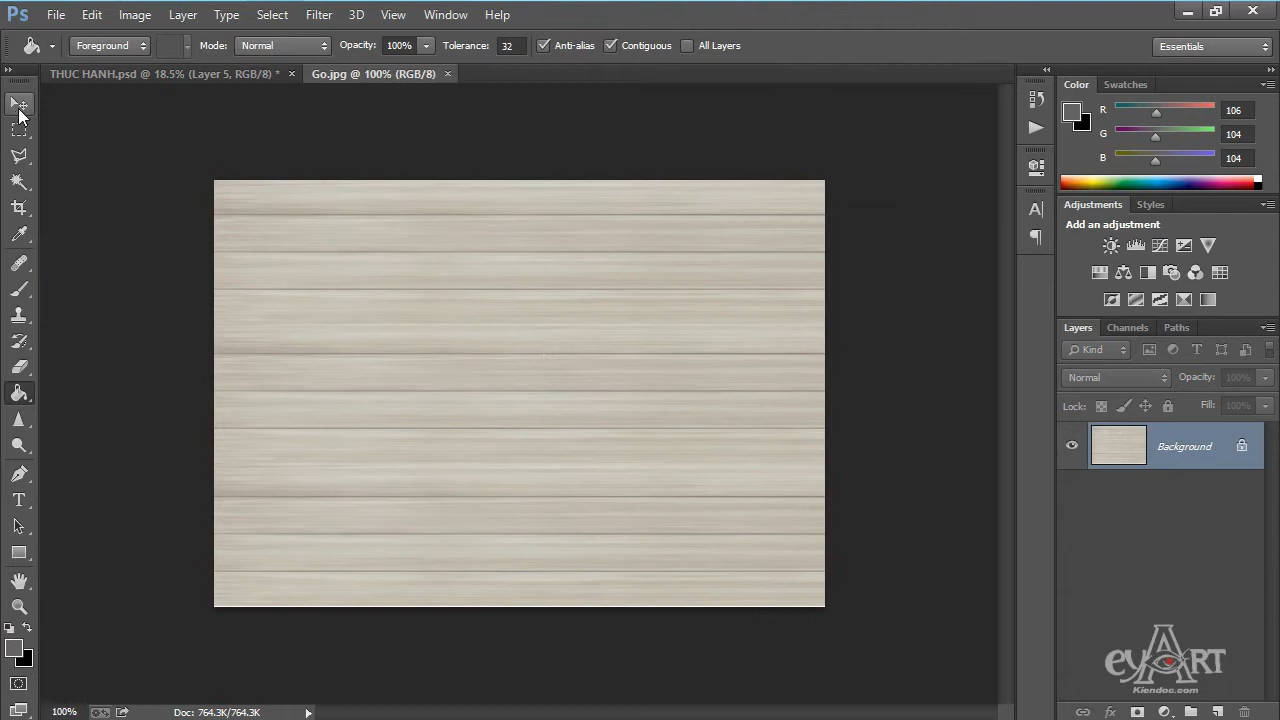 Ps File Edit Image Layer Type Select Filter 3D View Window Help
Foreground Mode: Normal Opacity: 100% Tolerance: 32 Anti-alias Contiguous All Layers Essentials
THUC HANH.psd @ 18.5% (Layer 5, RGB/8) * × Go.jpg @ 100% (RGB/8) ×
Color Swatches
R 106
G 104
B 104
Adjustments Styles
Add an adjustment
Layers Channels Paths
Kind
Normal Opacity: 100%
Lock: Fill: 100%
Background
eyART
Kiendoc.com
100% Doc: 764.3K/764.3K